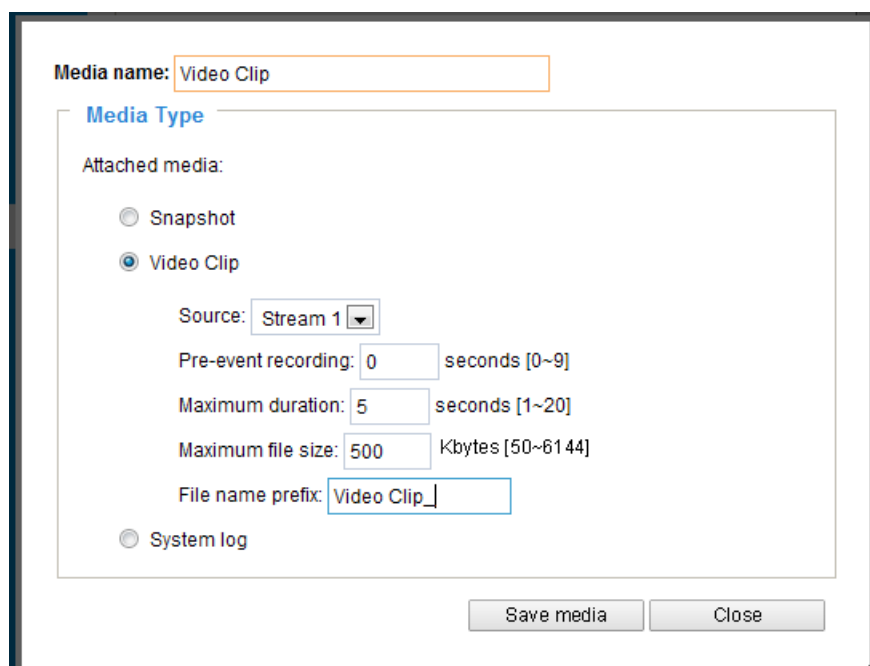 Media name: Video Clip
Media Type
Attached media:
Snapshot
Video Clip
Source: Stream 1
Pre-event recording: 0 seconds [0~9]
Maximum duration: 5 seconds [1~20]
Maximum file size: 500 Kbytes [50~6144]
File name prefix: Video Clip_
System log
Save media Close